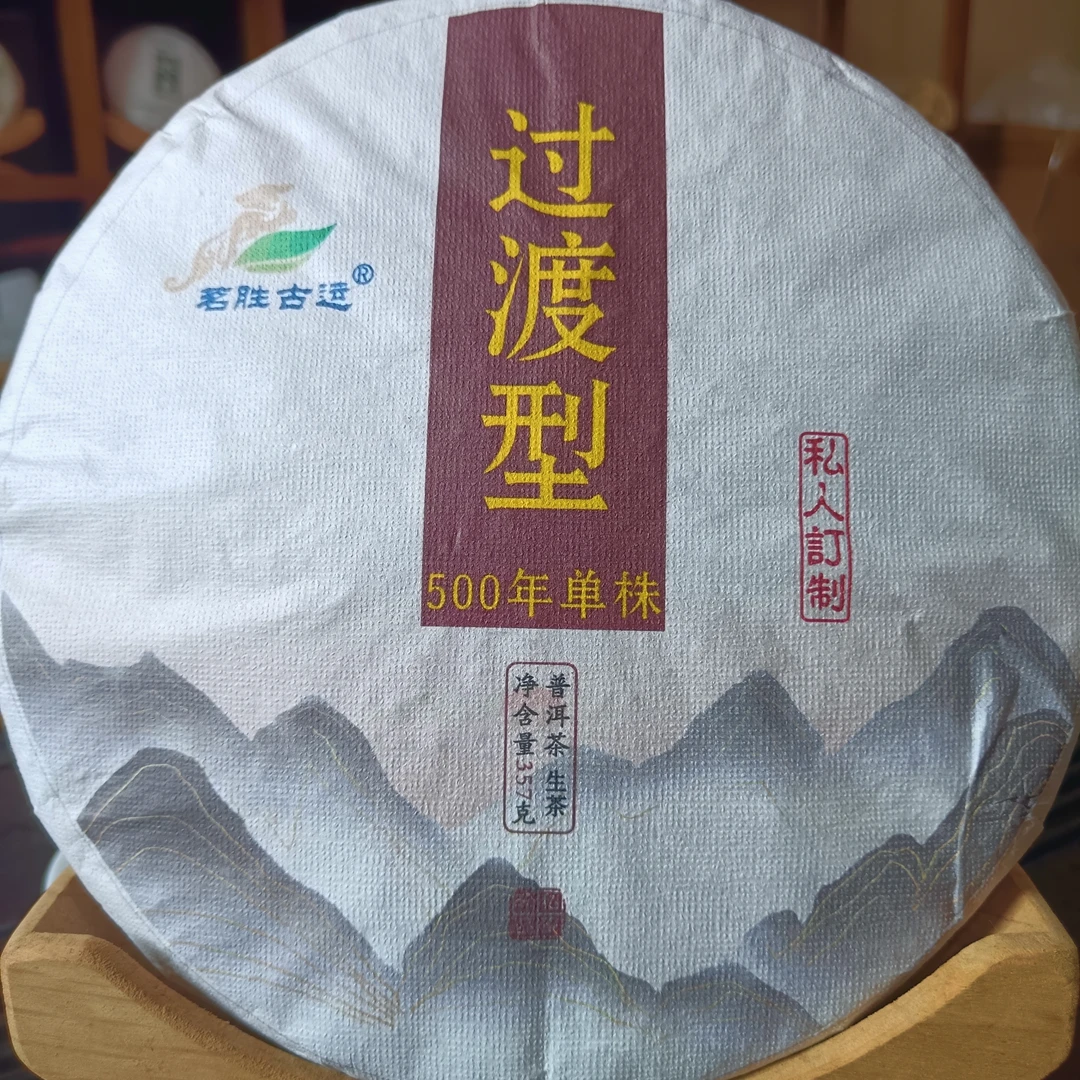 过渡型
500年单株
茗胜古运®
私人訂制
普洱茶 生茶
净含量357克